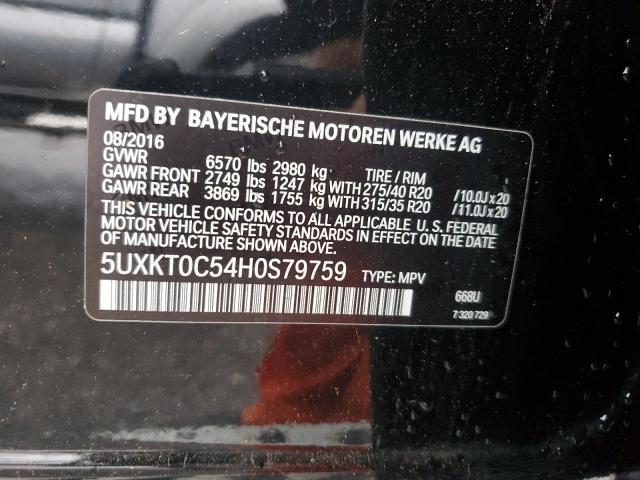 MFD BY BAYERISCHE MOTOREN WERKE AG
08/2016
GVWR 6570 lbs 2980 kg TIRE / RIM
GAWR FRONT 2749 lbs 1247 kg WITH 275/40 R20 /10.0J x 20
GAWR REAR 3869 lbs 1755 kg WITH 315/35 R20 /11.0J x 20
THIS VEHICLE CONFORMS TO ALL APPLICABLE U.S. FEDERAL
MOTOR VEHICLE SAFETY STANDARDS IN EFFECT ON THE
DATE OF MANUFACTURE SHOWN ABOVE.
5UXKT0C54H0S79759 TYPE: MPV
668U
7 320 729